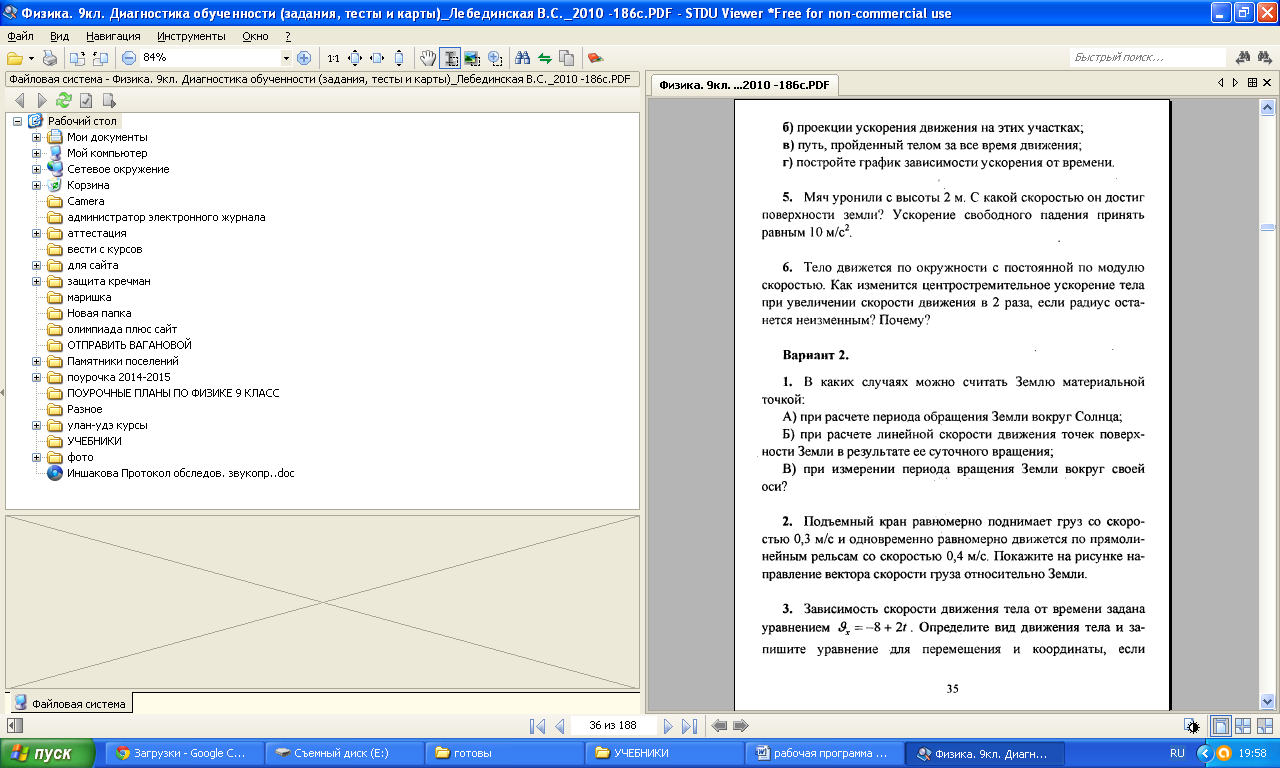 Физика. 9кл. Диагностика обученности (задания, тесты и карты)_Лебединская В.С._2010 -186с.PDF - STDU Viewer *Free for non-commercial use
Файл Вид Навигация Инструменты Окно ?
84% 1:1 Быстрый поиск...
Файловая система - Физика. 9кл. Диагностика обученности (задания, тесты и карты)_Лебединская В.С._2010 -186с.PDF
Рабочий стол
Мои документы
Мой компьютер
Сетевое окружение
Корзина
Camera
администратор электронного журнала
аттестация
вести с курсов
для сайта
защита кречман
маришка
Новая папка
олимпиада плюс сайт
ОТПРАВИТЬ ВАГАНОВОЙ
Памятники поселений
поурочка 2014-2015
ПОУРОЧНЫЕ ПЛАНЫ ПО ФИЗИКЕ 9 КЛАСС
Разное
улан-удэ курсы
УЧЕБНИКИ
фото
Иншакова Протокол обследов. звукопр..doc
Файловая система
Физика. 9кл. ...2010 -186с.PDF
б) проекции ускорения движения на этих участках;
в) путь, пройденный телом за все время движения;
г) постройте график зависимости ускорения от времени.
5. Мяч уронили с высоты 2 м. С какой скоростью он достиг
поверхности земли? Ускорение свободного падения принять
равным 10 м/с².
6. Тело движется по окружности с постоянной по модулю
скоростью. Как изменится центростремительное ускорение тела
при увеличении скорости движения в 2 раза, если радиус оста-
нется неизменным? Почему?
Вариант 2.
1. В каких случаях можно считать Землю материальной
точкой:
А) при расчете периода обращения Земли вокруг Солнца;
Б) при расчете линейной скорости движения точек поверх-
ности Земли в результате ее суточного вращения;
В) при измерении периода вращения Земли вокруг своей
оси?
2. Подъемный кран равномерно поднимает груз со скоро-
стью 0,3 м/с и одновременно равномерно движется по прямоли-
нейным рельсам со скоростью 0,4 м/с. Покажите на рисунке на-
правление вектора скорости груза относительно Земли.
3. Зависимость скорости движения тела от времени задана
уравнением ϑₓ = −8 + 2t . Определите вид движения тела и за-
пишите уравнение для перемещения и координаты, если
35
36 из 188
пуск Загрузки - Google C... Съемный диск (E:) готовы УЧЕБНИКИ рабочая программа ... Физика. 9кл. Диагн... RU 19:58